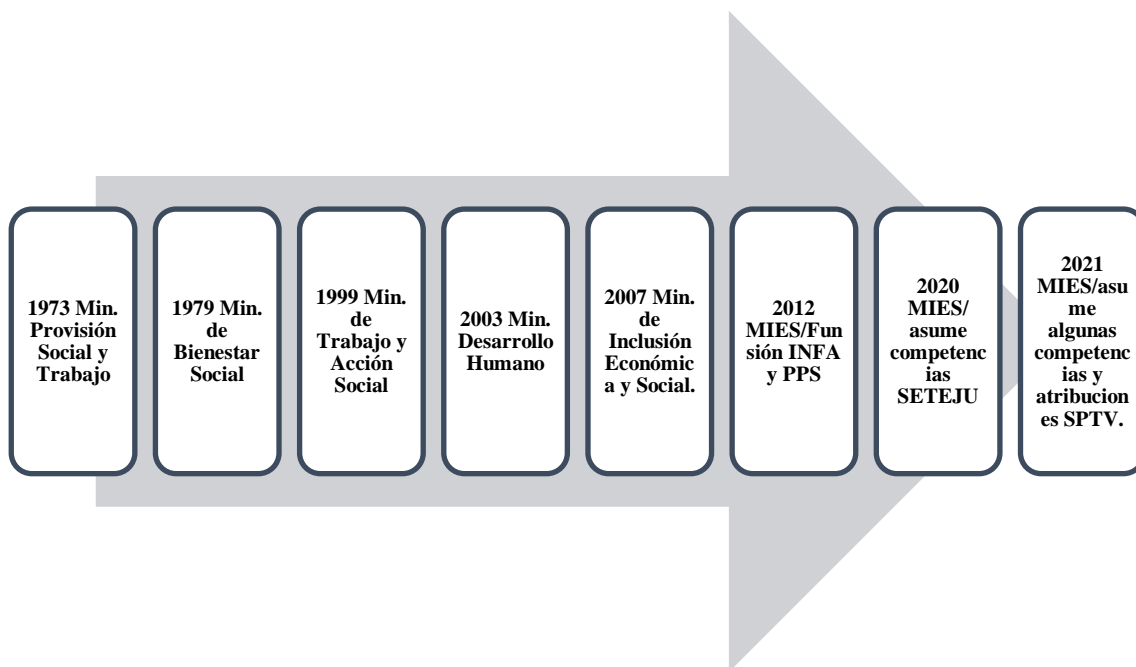 1973 Min.
Provisión
Social y
Trabajo
1979 Min.
de
Bienestar
Social
1999 Min.
de
Trabajo y
Acción
Social
2003 Min.
Desarrollo
Humano
2007 Min.
de
Inclusión
Económic
a y Social.
2012
MIES/Fun
sión INFA
y PPS
2020
MIES/
asume
competenc
ias
SETEJU
2021
MIES/asu
me
algunas
competenc
ias y
atribucion
es SPTV.